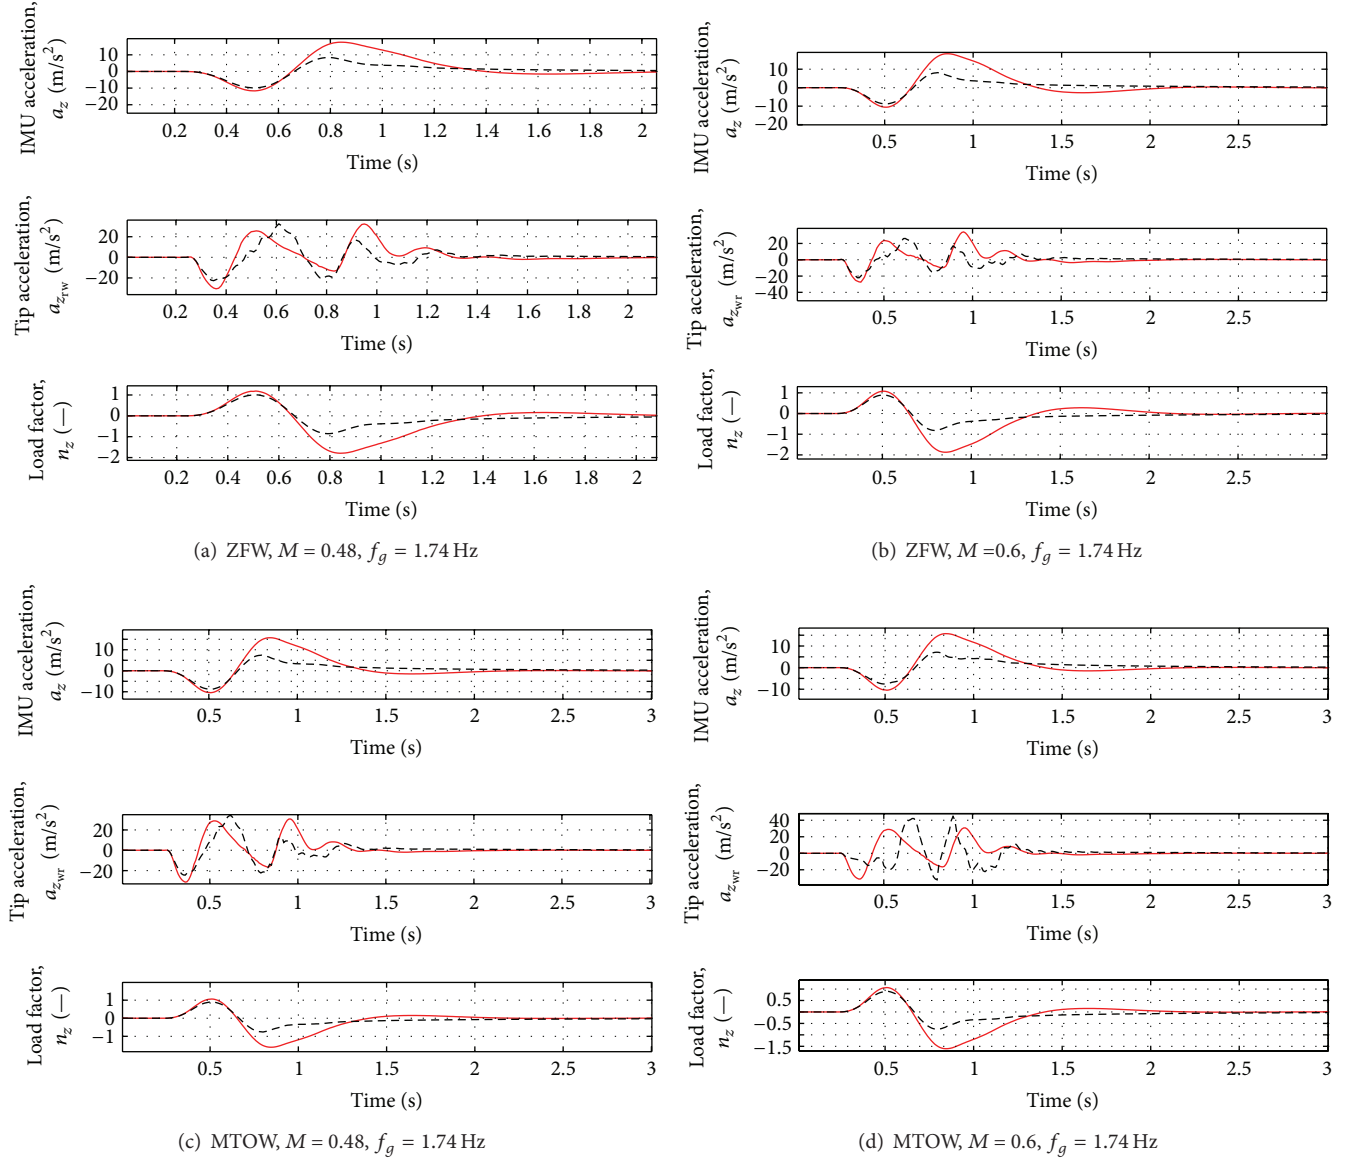 IMU acceleration,
a_z (m/s²)
10
0
−10
−20
0.2 0.4 0.6 0.8 1 1.2 1.4 1.6 1.8 2
Time (s)
Tip acceleration,
a_z_rw (m/s²)
20
0
−20
0.2 0.4 0.6 0.8 1 1.2 1.4 1.6 1.8 2
Time (s)
Load factor,
n_z (—)
1
0
−1
−2
0.2 0.4 0.6 0.8 1 1.2 1.4 1.6 1.8 2
Time (s)
(a) ZFW, M = 0.48, f_g = 1.74 Hz
IMU acceleration,
a_z (m/s²)
10
0
−10
−20
0.5 1 1.5 2 2.5
Time (s)
Tip acceleration,
a_z_wr (m/s²)
20
0
−20
−40
0.5 1 1.5 2 2.5
Time (s)
Load factor,
n_z (—)
1
0
−1
−2
0.5 1 1.5 2 2.5
Time (s)
(b) ZFW, M =0.6, f_g = 1.74 Hz
IMU acceleration,
a_z (m/s²)
10
0
−10
0.5 1 1.5 2 2.5 3
Time (s)
Tip acceleration,
a_z_wr (m/s²)
20
0
−20
0.5 1 1.5 2 2.5 3
Time (s)
Load factor,
n_z (—)
1
0
−1
0.5 1 1.5 2 2.5 3
Time (s)
(c) MTOW, M = 0.48, f_g = 1.74 Hz
IMU acceleration,
a_z (m/s²)
10
0
−10
0.5 1 1.5 2 2.5 3
Time (s)
Tip acceleration,
a_z_wr (m/s²)
40
20
0
−20
0.5 1 1.5 2 2.5 3
Time (s)
Load factor,
n_z (—)
0.5
−0.5
−1.5
0.5 1 1.5 2 2.5 3
Time (s)
(d) MTOW, M = 0.6, f_g = 1.74 Hz